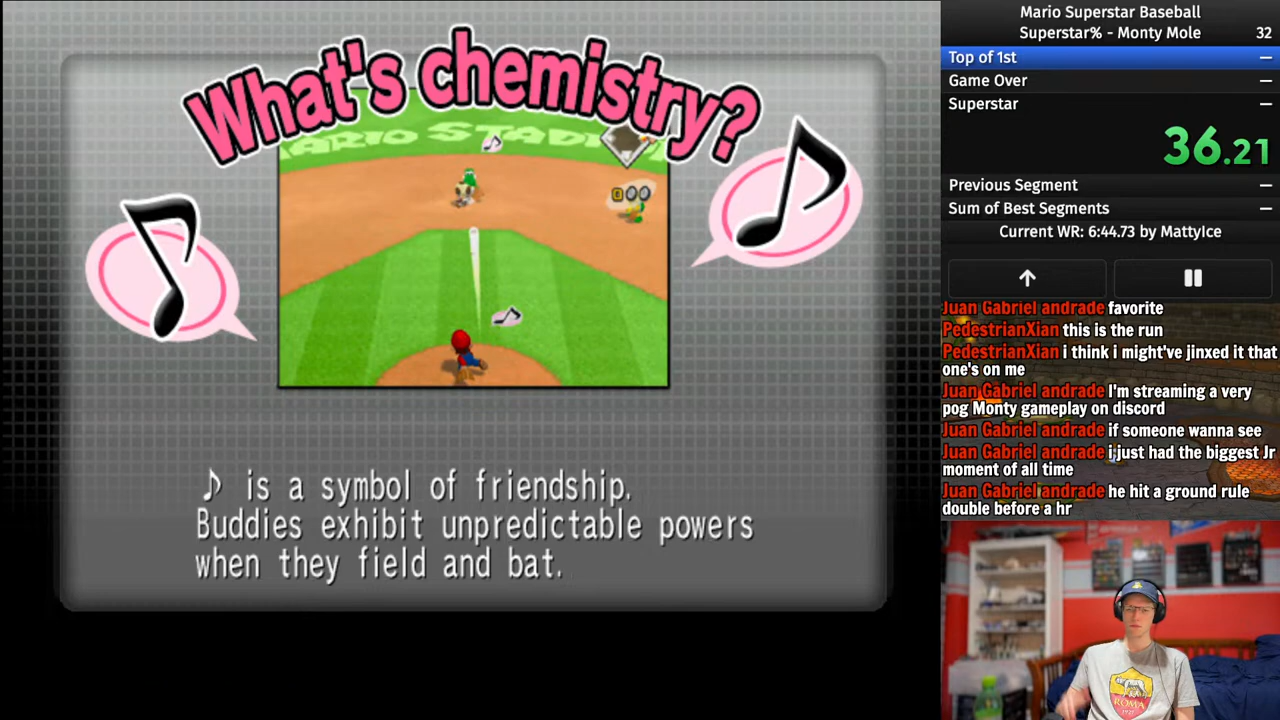 What's chemistry?
MARIO STADIUM
♪ is a symbol of friendship.
Buddies exhibit unpredictable powers
when they field and bat.
Mario Superstar Baseball
Superstar% - Monty Mole 32
Top of 1st —
Game Over —
Superstar —
36.21
Previous Segment —
Sum of Best Segments —
Current WR: 6:44.73 by MattyIce
Juan Gabriel andrade favorite
PedestrianXian this is the run
PedestrianXian i think i might've jinxed it that
one's on me
Juan Gabriel andrade I'm streaming a very
pog Monty gameplay on discord
Juan Gabriel andrade if someone wanna see
Juan Gabriel andrade i just had the biggest Jr
moment of all time
Juan Gabriel andrade he hit a ground rule
double before a hr
ROMA